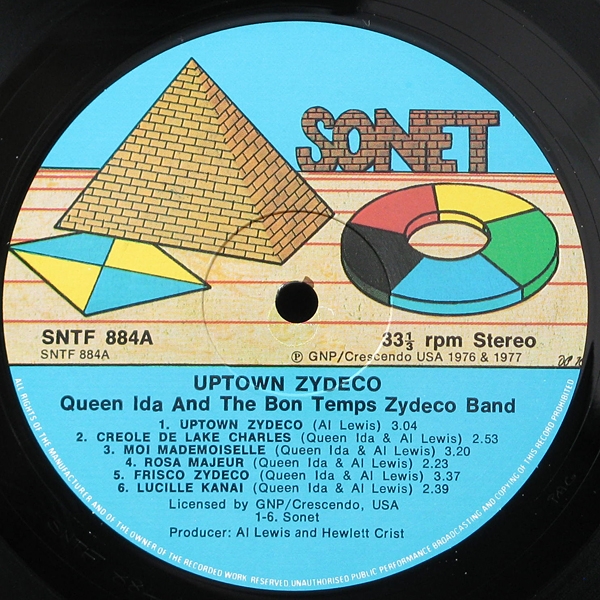 SONET
SNTF 884A
SNTF 884A
33⅓ rpm Stereo
Ⓟ GNP/Crescendo USA 1976 & 1977
UPTOWN ZYDECO
Queen Ida And The Bon Temps Zydeco Band
1. UPTOWN ZYDECO (Al Lewis) 3.04
2. CREOLE DE LAKE CHARLES (Queen Ida & Al Lewis) 2.53
3. MOI MADEMOISELLE (Queen Ida & Al Lewis) 3.20
4. ROSA MAJEUR (Queen Ida & Al Lewis) 2.23
5. FRISCO ZYDECO (Queen Ida & Al Lewis) 3.37
6. LUCILLE KANAI (Queen Ida & Al Lewis) 2.39
Licensed by GNP/Crescendo, USA
1-6. Sonet
Producer: Al Lewis and Hewlett Crist
ALL RIGHTS OF THE MANUFACTURER AND OF THE OWNER OF THE RECORDED WORK RESERVED. UNAUTHORISED PUBLIC PERFORMANCE BROADCASTING AND COPYING OF THIS RECORD PROHIBITED